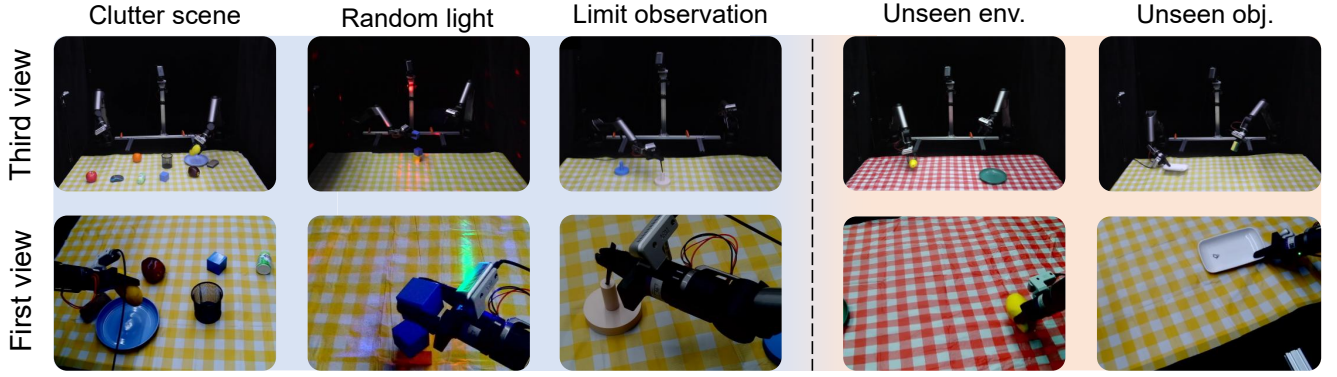 Clutter scene
Random light
Limit observation
Unseen env.
Unseen obj.
Third view
First view